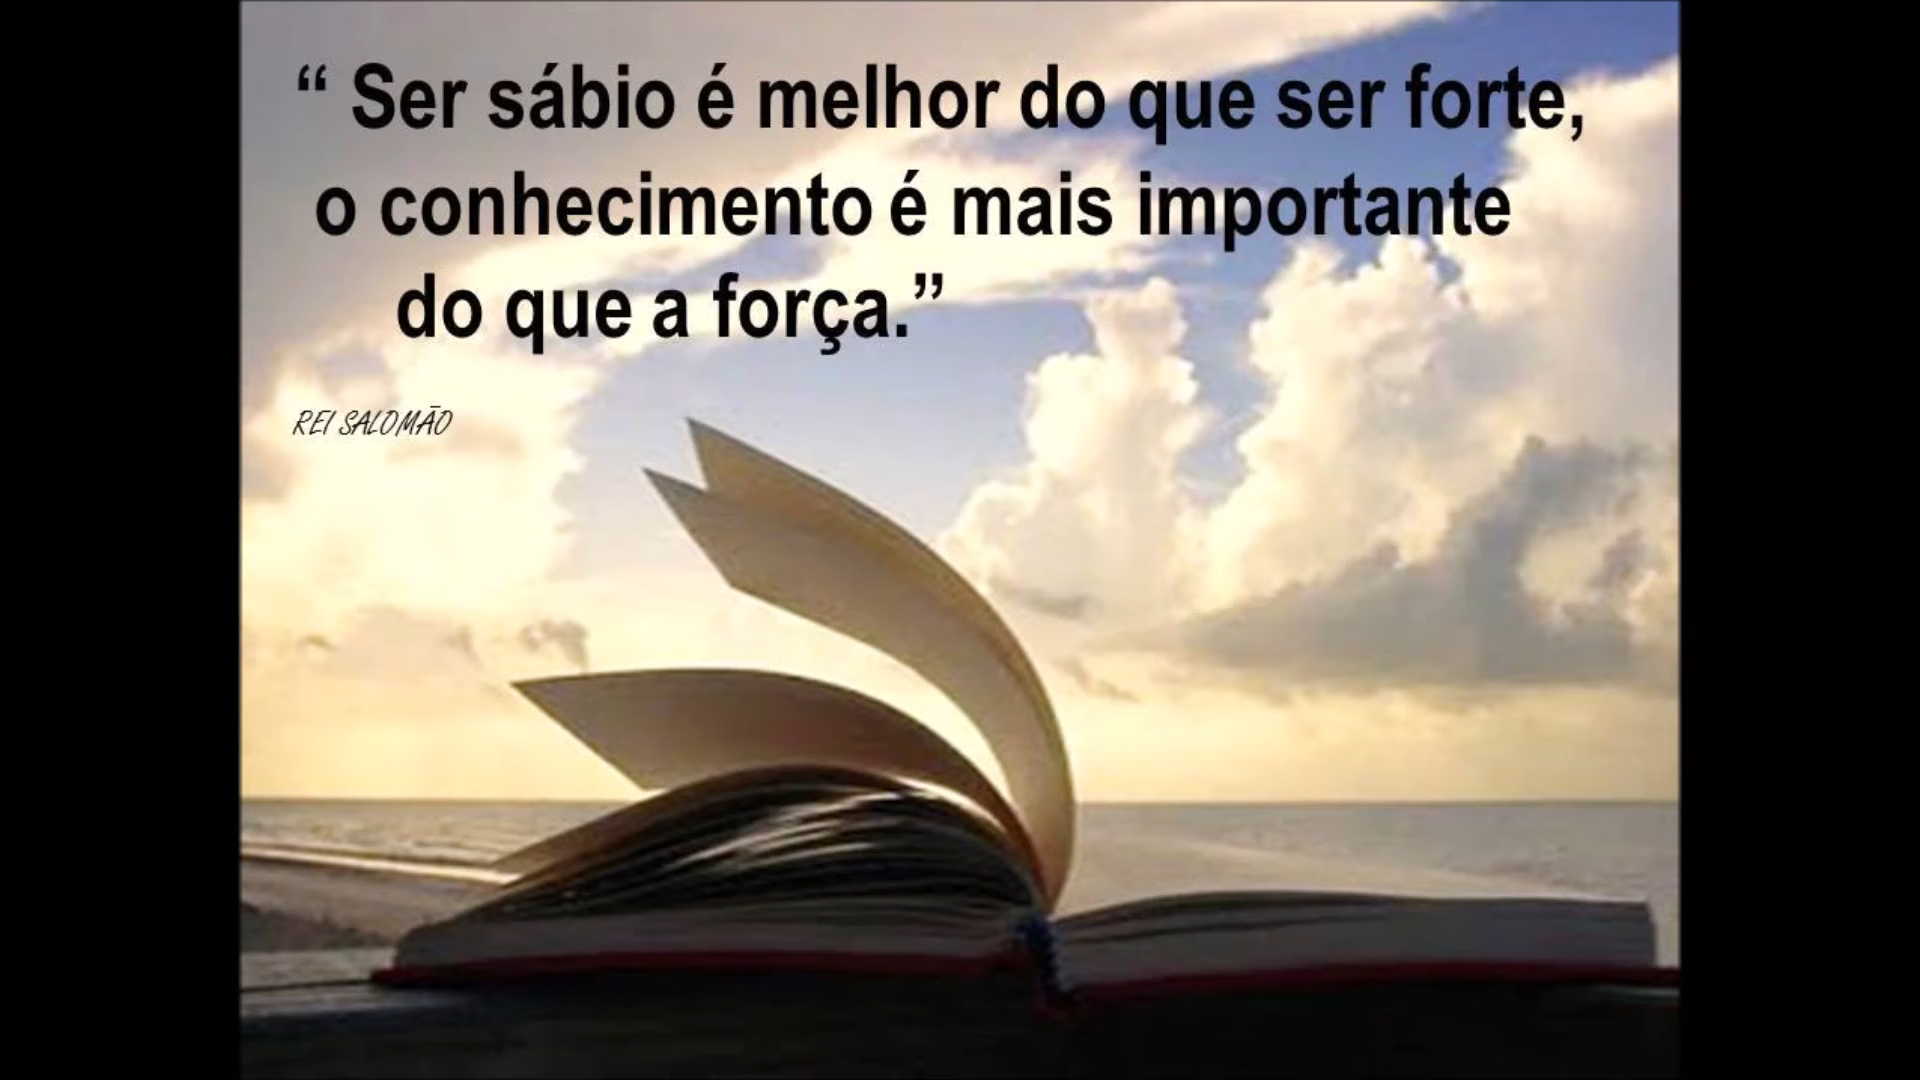 “ Ser sábio é melhor do que ser forte,
o conhecimento é mais importante
do que a força.”
REI SALOMÃO